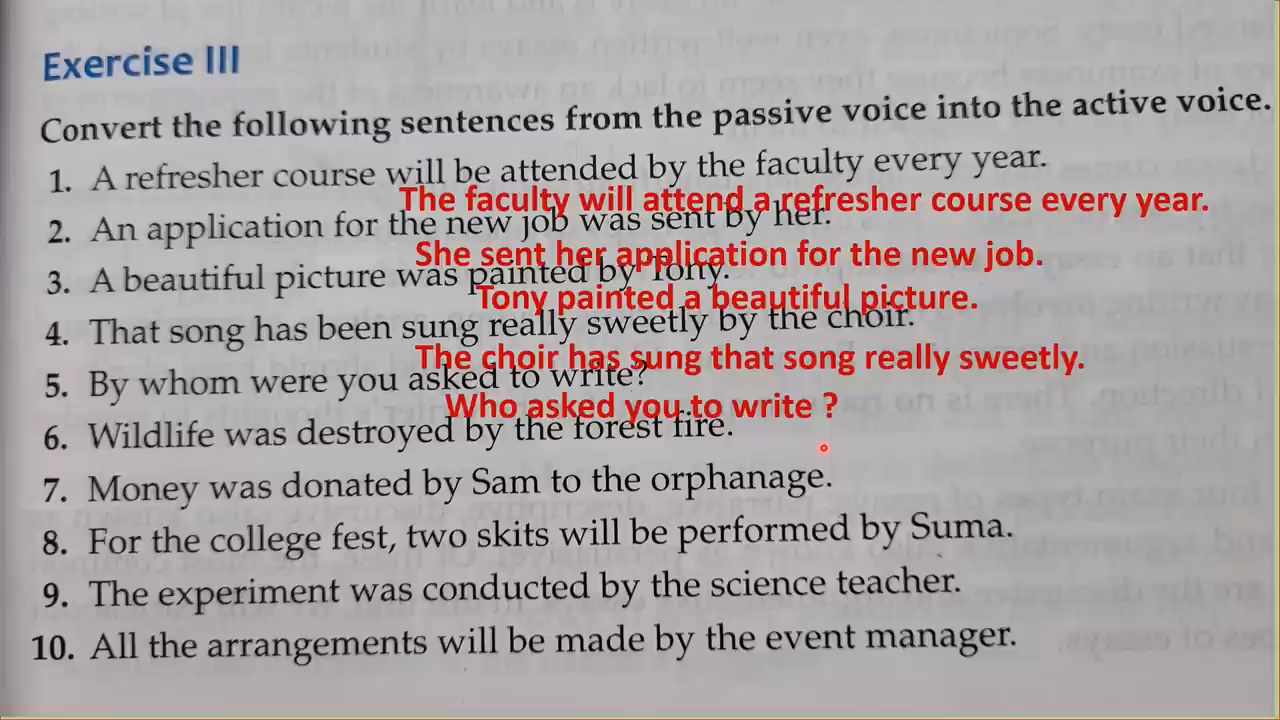 Exercise III
Convert the following sentences from the passive voice into the active voice.
1. A refresher course will be attended by the faculty every year.
The faculty will attend a refresher course every year.
2. An application for the new job was sent by her.
She sent her application for the new job.
3. A beautiful picture was painted by Tony.
Tony painted a beautiful picture.
4. That song has been sung really sweetly by the choir.
The choir has sung that song really sweetly.
5. By whom were you asked to write?
Who asked you to write ?
6. Wildlife was destroyed by the forest fire.
7. Money was donated by Sam to the orphanage.
8. For the college fest, two skits will be performed by Suma.
9. The experiment was conducted by the science teacher.
10. All the arrangements will be made by the event manager.